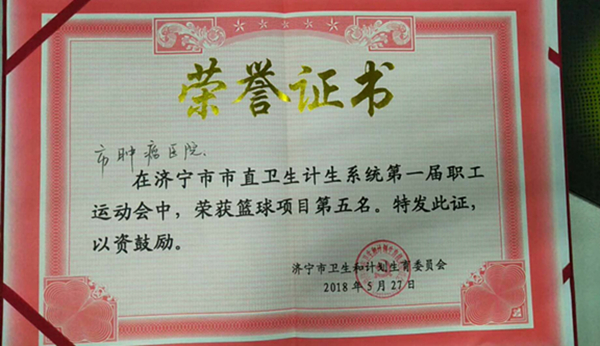 荣誉证书
市肿瘤医院
在济宁市市直卫生计生系统第一届职工
运动会中，荣获篮球项目第五名。特发此证，
以资鼓励。
济宁市卫生和计划生育委员会
2018年5月27日